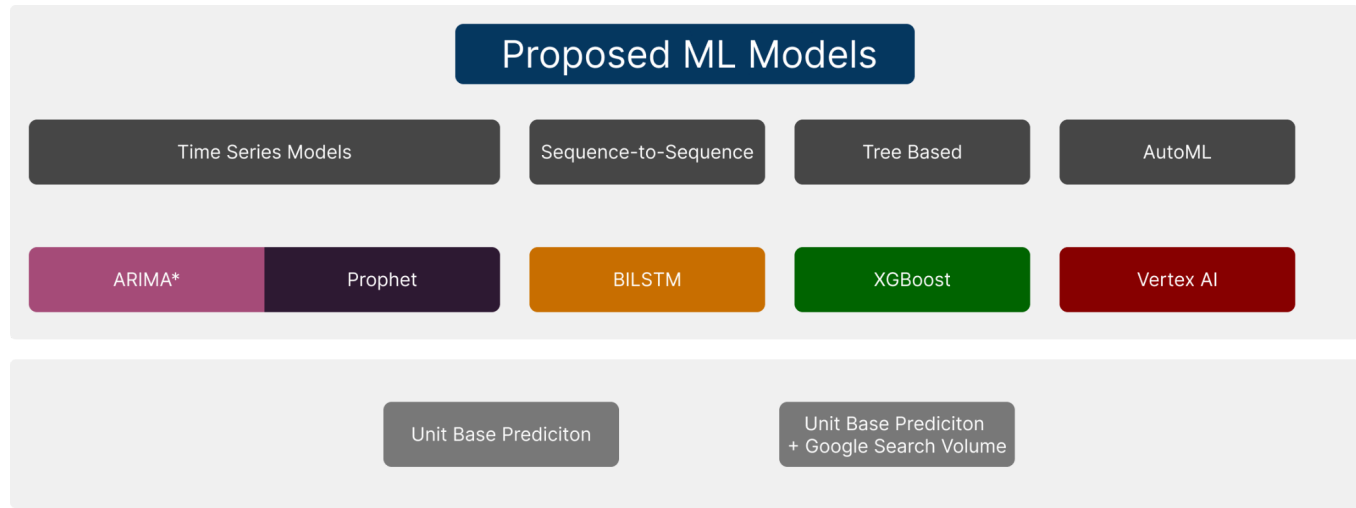 Proposed ML Models
Time Series Models
Sequence-to-Sequence
Tree Based
AutoML
ARIMA*
Prophet
BILSTM
XGBoost
Vertex AI
Unit Base Prediciton
Unit Base Prediciton
+ Google Search Volume